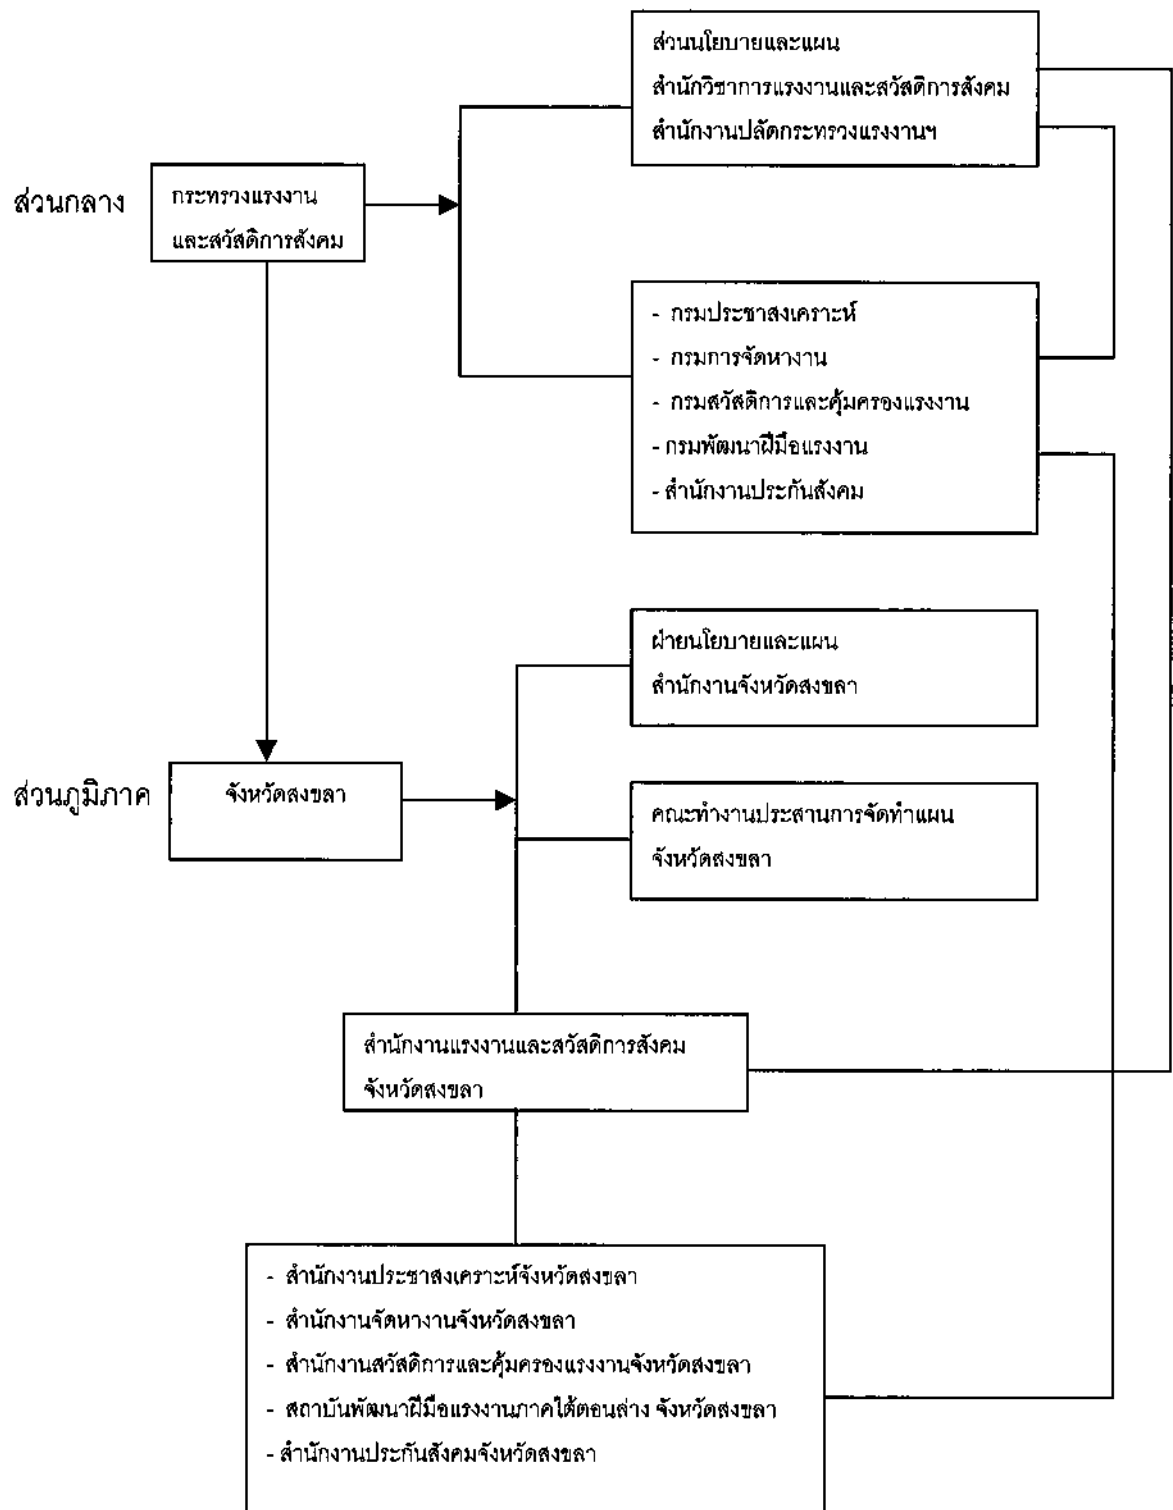 ส่วนนโยบายและแผน
สำนักวิชาการแรงงานและสวัสดิการสังคม
สำนักงานปลัดกระทรวงแรงงานฯ
ส่วนกลาง
กระทรวงแรงงาน
และสวัสดิการสังคม
- กรมประชาสงเคราะห์
- กรมการจัดหางาน
- กรมสวัสดิการและคุ้มครองแรงงาน
- กรมพัฒนาฝีมือแรงงาน
- สำนักงานประกันสังคม
ฝ่ายนโยบายและแผน
สำนักงานจังหวัดสงขลา
ส่วนภูมิภาค
จังหวัดสงขลา
คณะทำงานประสานการจัดทำแผน
จังหวัดสงขลา
สำนักงานแรงงานและสวัสดิการสังคม
จังหวัดสงขลา
- สำนักงานประชาสงเคราะห์จังหวัดสงขลา
- สำนักงานจัดหางานจังหวัดสงขลา
- สำนักงานสวัสดิการและคุ้มครองแรงงานจังหวัดสงขลา
- สถาบันพัฒนาฝีมือแรงงานภาคใต้ตอนล่าง จังหวัดสงขลา
- สำนักงานประกันสังคมจังหวัดสงขลา